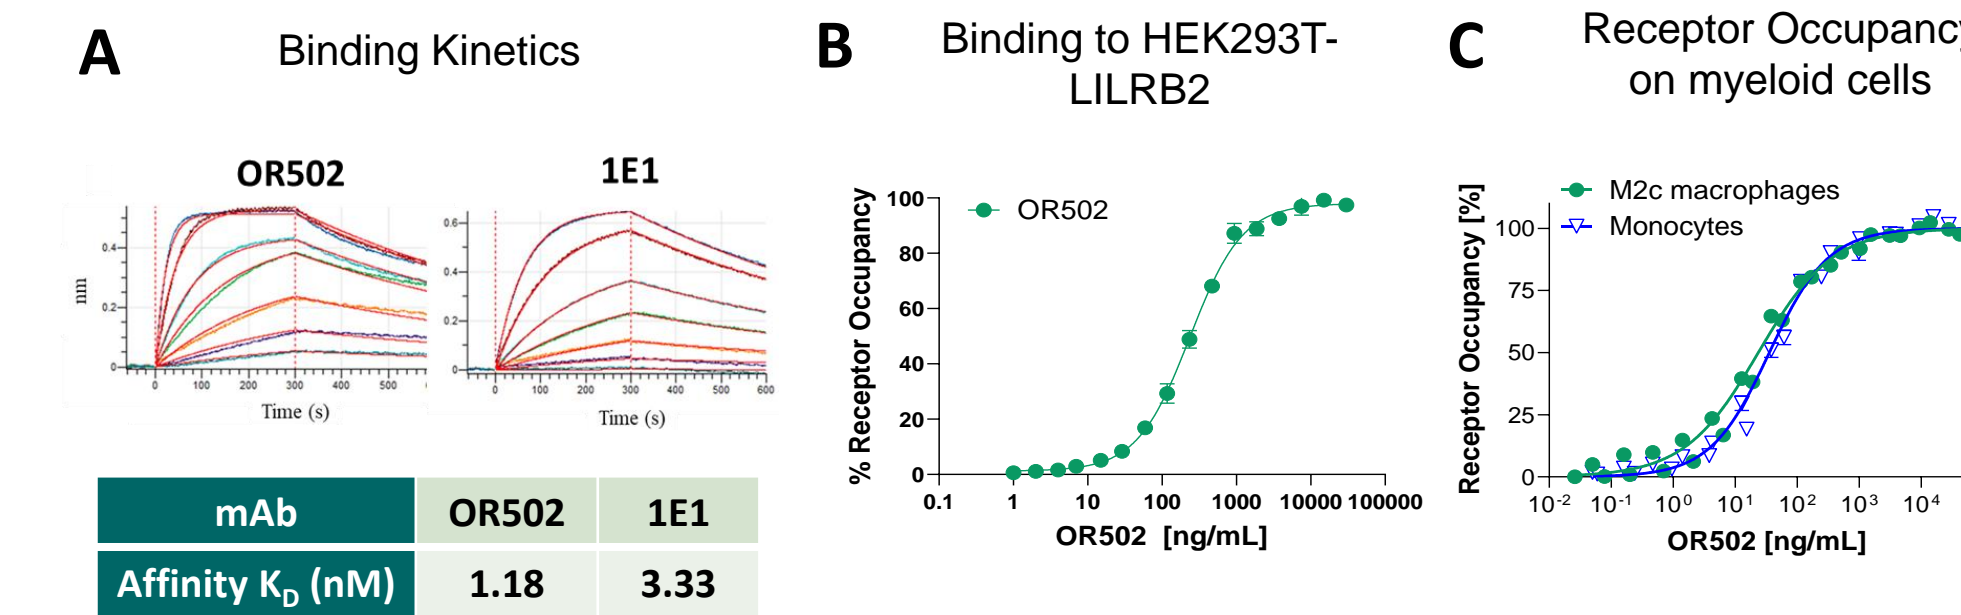 A
Binding Kinetics
OR502
1E1
nm
0.4
0.2
0
0 100 200 300 400 500 6
Time (s)
0.6
0.4
0.2
0
0 100 200 300 400 500 600
Time (s)
mAb OR502 1E1
Affinity KD (nM) 1.18 3.33
B
Binding to HEK293T-
LILRB2
OR502
% Receptor Occupancy
100
80
60
40
20
0
0.1 1 10 100 1000 10000 100000
OR502 [ng/mL]
C
Receptor Occupancy
on myeloid cells
M2c macrophages
Monocytes
Receptor Occupancy [%]
100
75
50
25
0
10-2 10-1 100 101 102 103 104
OR502 [ng/mL]